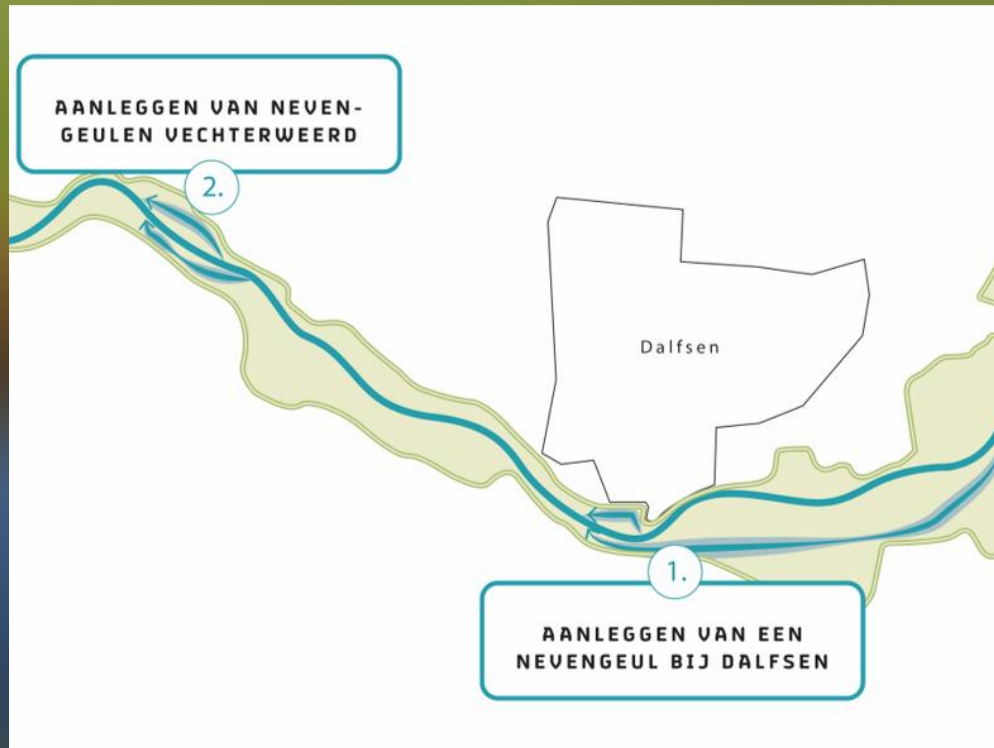 AANLEGGEN VAN NEVEN-
GEULEN VECHTERWEERD
2.
Dalfsen
1.
AANLEGGEN VAN EEN
NEVENGEUL BIJ DALFSEN